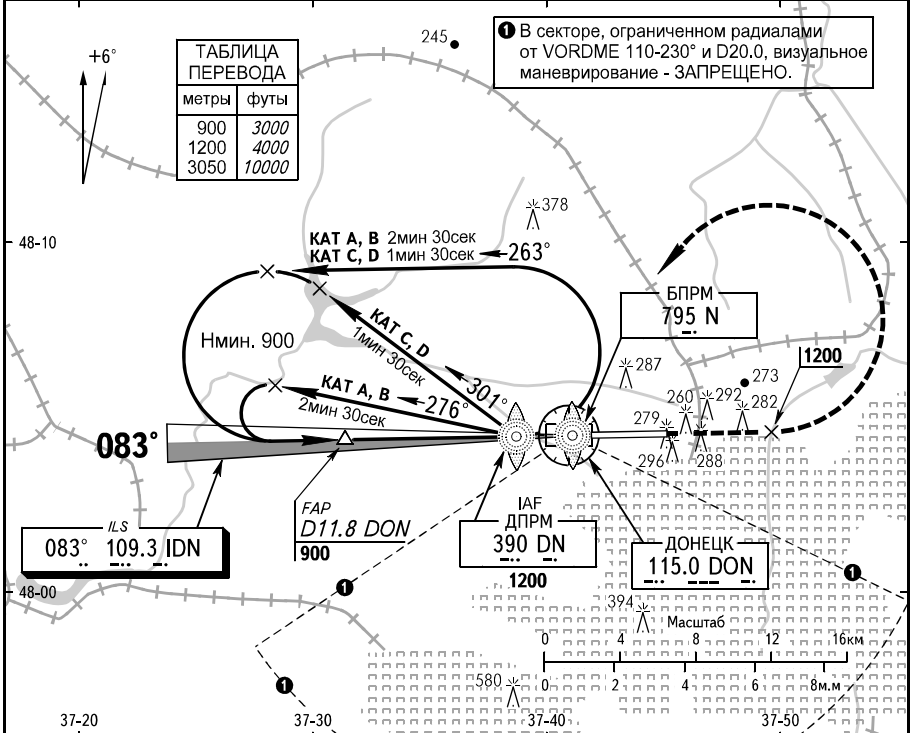 +6°
ТАБЛИЦА
ПЕРЕВОДА
метры футы
900 3000
1200 4000
3050 10000
245
1 В секторе, ограниченном радиалами
от VORDME 110-230° и D20.0, визуальное
маневрирование - ЗАПРЕЩЕНО.
378
48-10
КАТ A, B 2мин 30сек
КАТ C, D 1мин 30сек
263°
БПРМ
795 N
Нмин. 900
КАТ C, D
1мин 30сек
301°
КАТ A, B
2мин 30сек
276°
287
1200
273
292
260
282
279
296
288
083°
FAP
D11.8 DON
900
ILS
083° 109.3 IDN
IAF
ДПРМ
390 DN
1200
ДОНЕЦК
115.0 DON
1
1
1
48-00
394
Масштаб
0 4 8 12 16км
0 2 4 6 8м.м
580
37-20
37-30
37-40
37-50